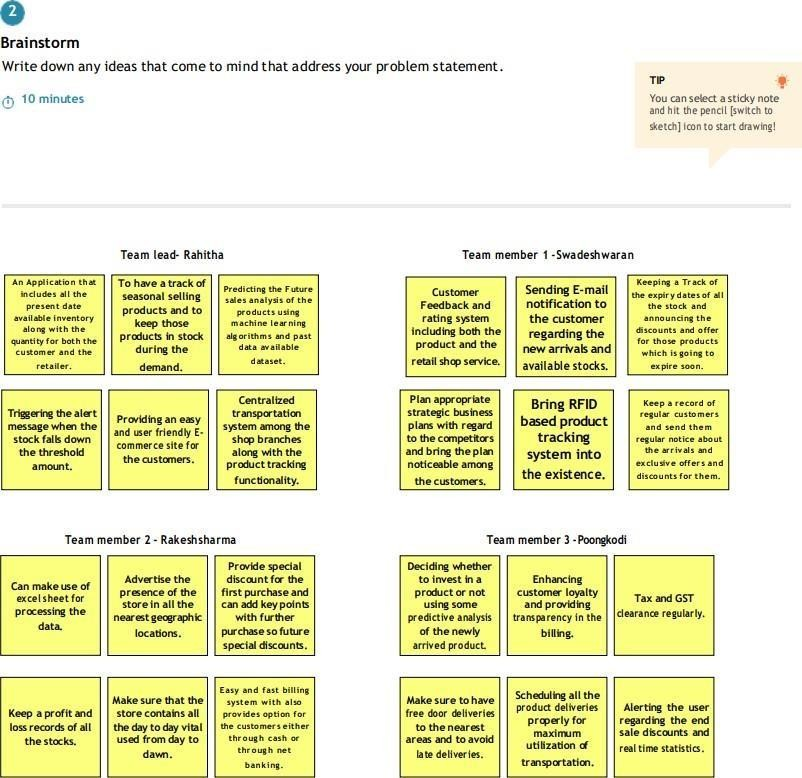 2
Brainstorm
Write down any ideas that come to mind that address your problem statement.
10 minutes
TIP
You can select a sticky note
and hit the pencil [switch to
sketch] icon to start drawing!
Team lead- Rahitha
An Application that
includes all the
present date
available inventory
along with the
quantity for both the
customer and the
retailer.
To have a track of
seasonal selling
products and to
keep those
products in stock
during the
demand.
Predicting the Future
sales analysis of the
products using
machine learning
algorithms and past
data available
dataset.
Triggering the alert
message when the
stock falls down
the threshold
amount.
Providing an easy
and user friendly E-
commerce site for
the customers.
Centralized
transportation
system among the
shop branches
along with the
product tracking
functionality.
Team member 1 -Swadeshwaran
Customer
Feedback and
rating system
including both the
product and the
retail shop service.
Sending E-mail
notification to
the customer
regarding the
new arrivals and
available stocks.
Keeping a Track of
the expiry dates of all
the stock and
announcing the
discounts and offer
for those products
which is going to
expire soon.
Plan appropriate
strategic business
plans with regard
to the competitors
and bring the plan
noticeable among
the customers.
Bring RFID
based product
tracking
system into
the existence.
Keep a record of
regular customers
and send them
regular notice about
the arrivals and
exclusive offers and
discounts for them.
Team member 2 - Rakeshsharma
Can make use of
excel sheet for
processing the
data.
Advertise the
presence of the
store in all the
nearest geographic
locations.
Provide special
discount for the
first purchase and
can add key points
with further
purchase so future
special discounts.
Keep a profit and
loss records of all
the stocks.
Make sure that the
store contains all
the day to day vital
used from day to
dawn.
Easy and fast billing
system with also
provides option for
the customers either
through cash or
through net
banking.
Team member 3 -Poongkodi
Deciding whether
to invest in a
product or not
using some
predictive analysis
of the newly
arrived product.
Enhancing
customer loyalty
and providing
transparency in the
billing.
Tax and GST
clearance regularly.
Make sure to have
free door deliveries
to the nearest
areas and to avoid
late deliveries.
Scheduling all the
product deliveries
properly for
maximum
utilization of
transportation.
Alerting the user
regarding the end
sale discounts and
real time statistics.